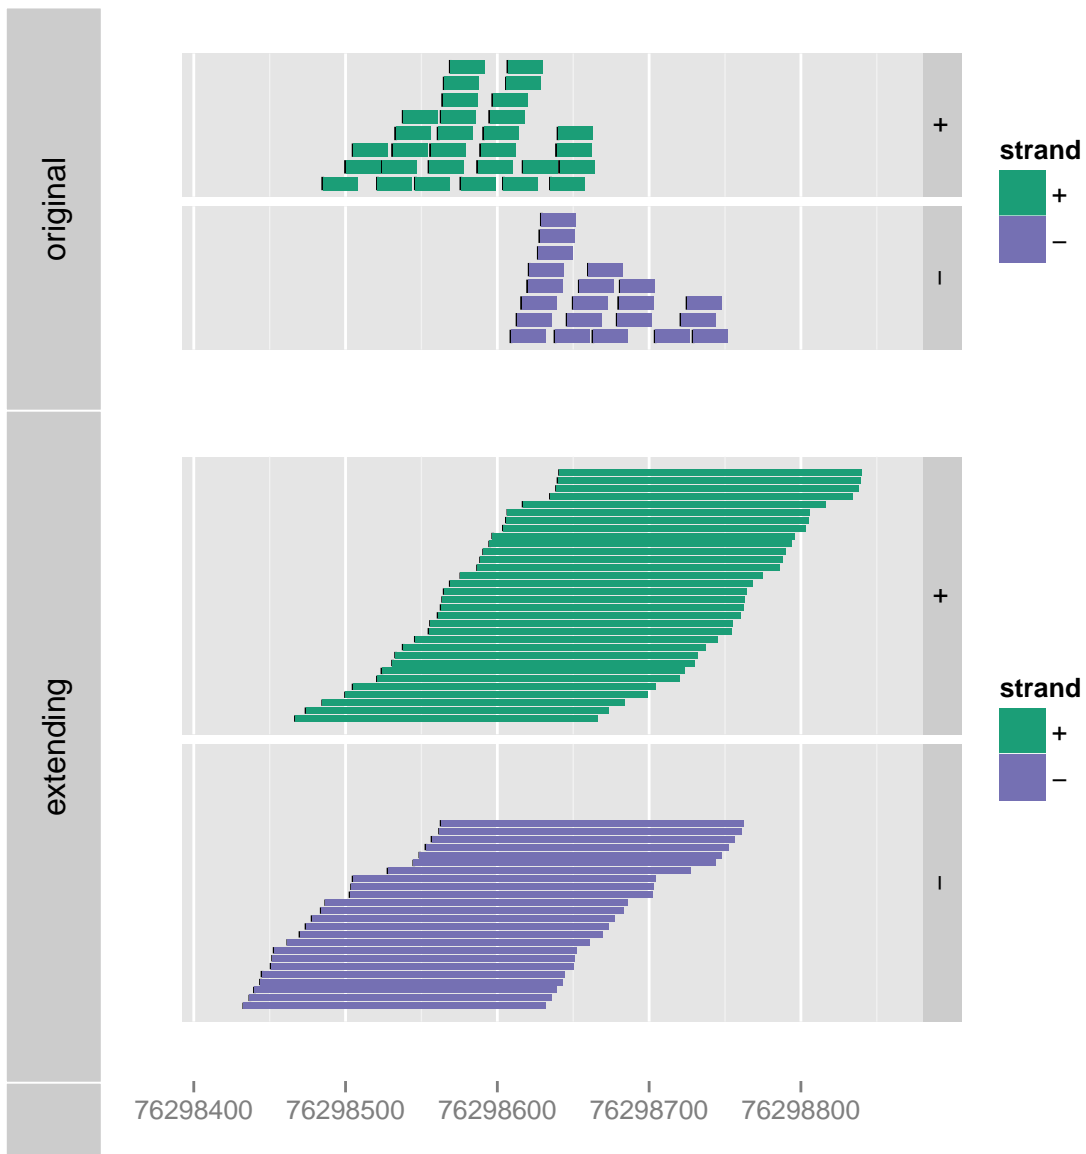 original
+
–
strand
+
–
extending
+
–
strand
+
–
76298400 76298500 76298600 76298700 76298800